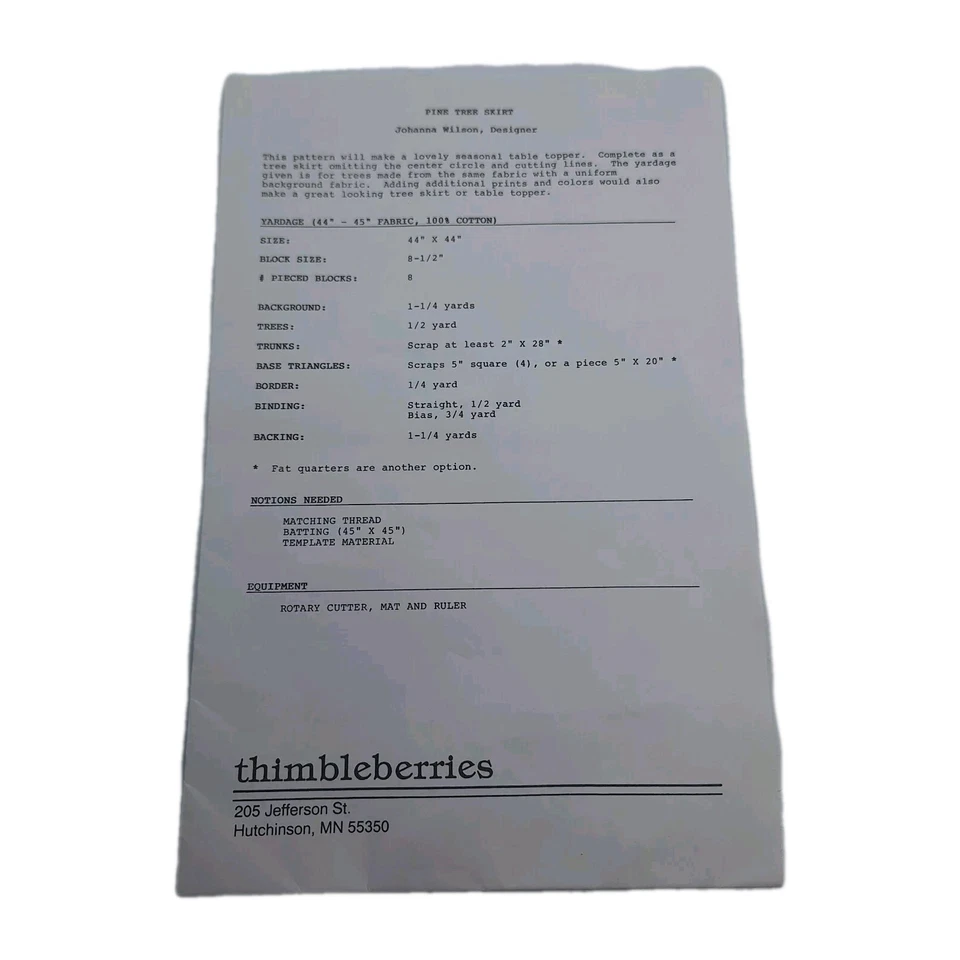 PINE TREE SKIRT
Johanna Wilson, Designer
This pattern will make a lovely seasonal table topper. Complete as a
tree skirt omitting the center circle and cutting lines. The yardage
given is for trees made from the same fabric with a uniform
background fabric. Adding additional prints and colors would also
make a great looking tree skirt or table topper.
YARDAGE (44" - 45" FABRIC, 100% COTTON)
SIZE: 44" X 44"
BLOCK SIZE: 8-1/2"
# PIECED BLOCKS: 8
BACKGROUND: 1-1/4 yards
TREES: 1/2 yard
TRUNKS: Scrap at least 2" X 28" *
BASE TRIANGLES: Scraps 5" square (4), or a piece 5" X 20" *
BORDER: 1/4 yard
BINDING: Straight, 1/2 yard
Bias, 3/4 yard
BACKING: 1-1/4 yards
* Fat quarters are another option.
NOTIONS NEEDED
MATCHING THREAD
BATTING (45" X 45")
TEMPLATE MATERIAL
EQUIPMENT
ROTARY CUTTER, MAT AND RULER
thimbleberries
205 Jefferson St.
Hutchinson, MN 55350